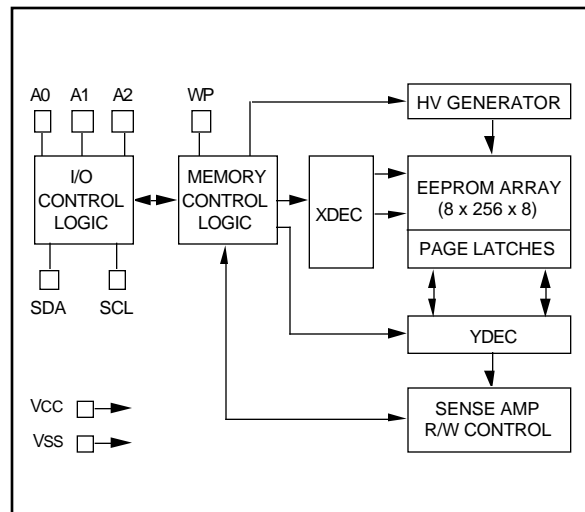 A0 A1 A2 WP
HV GENERATOR
I/O
CONTROL
LOGIC
MEMORY
CONTROL
LOGIC
XDEC
EEPROM ARRAY
(8 x 256 x 8)
PAGE LATCHES
SDA SCL
YDEC
VCC
VSS
SENSE AMP
R/W CONTROL